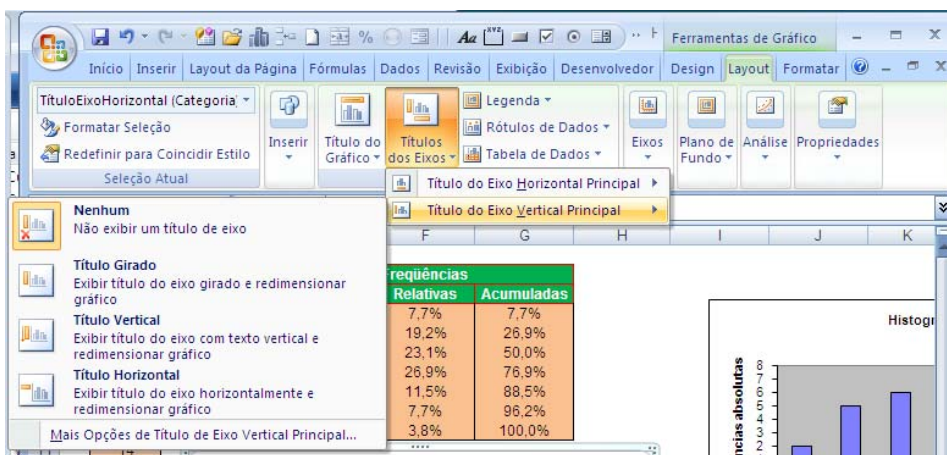 Aa
XYZ
%
Ferramentas de Gráfico
Início Inserir Layout da Página Fórmulas Dados Revisão Exibição Desenvolvedor Design Layout Formatar
TítuloEixoHorizontal (Categoria)
Formatar Seleção
Redefinir para Coincidir Estilo
Seleção Atual
Inserir
Título do Gráfico
Títulos dos Eixos
Legenda
Rótulos de Dados
Tabela de Dados
Eixos
Plano de Fundo
Análise
Propriedades
Título do Eixo Horizontal Principal
Título do Eixo Vertical Principal
Nenhum
Não exibir um título de eixo
Título Girado
Exibir título do eixo girado e redimensionar
gráfico
Título Vertical
Exibir título do eixo com texto vertical e
redimensionar gráfico
Título Horizontal
Exibir título do eixo horizontalmente e
redimensionar gráfico
Mais Opções de Título de Eixo Vertical Principal...
F G H I J K
reqüências
Relativas Acumuladas
7,7% 7,7%
19,2% 26,9%
23,1% 50,0%
26,9% 76,9%
11,5% 88,5%
7,7% 96,2%
3,8% 100,0%
14
Histogr
ncias absolutas
8
7
6
5
4
3
2